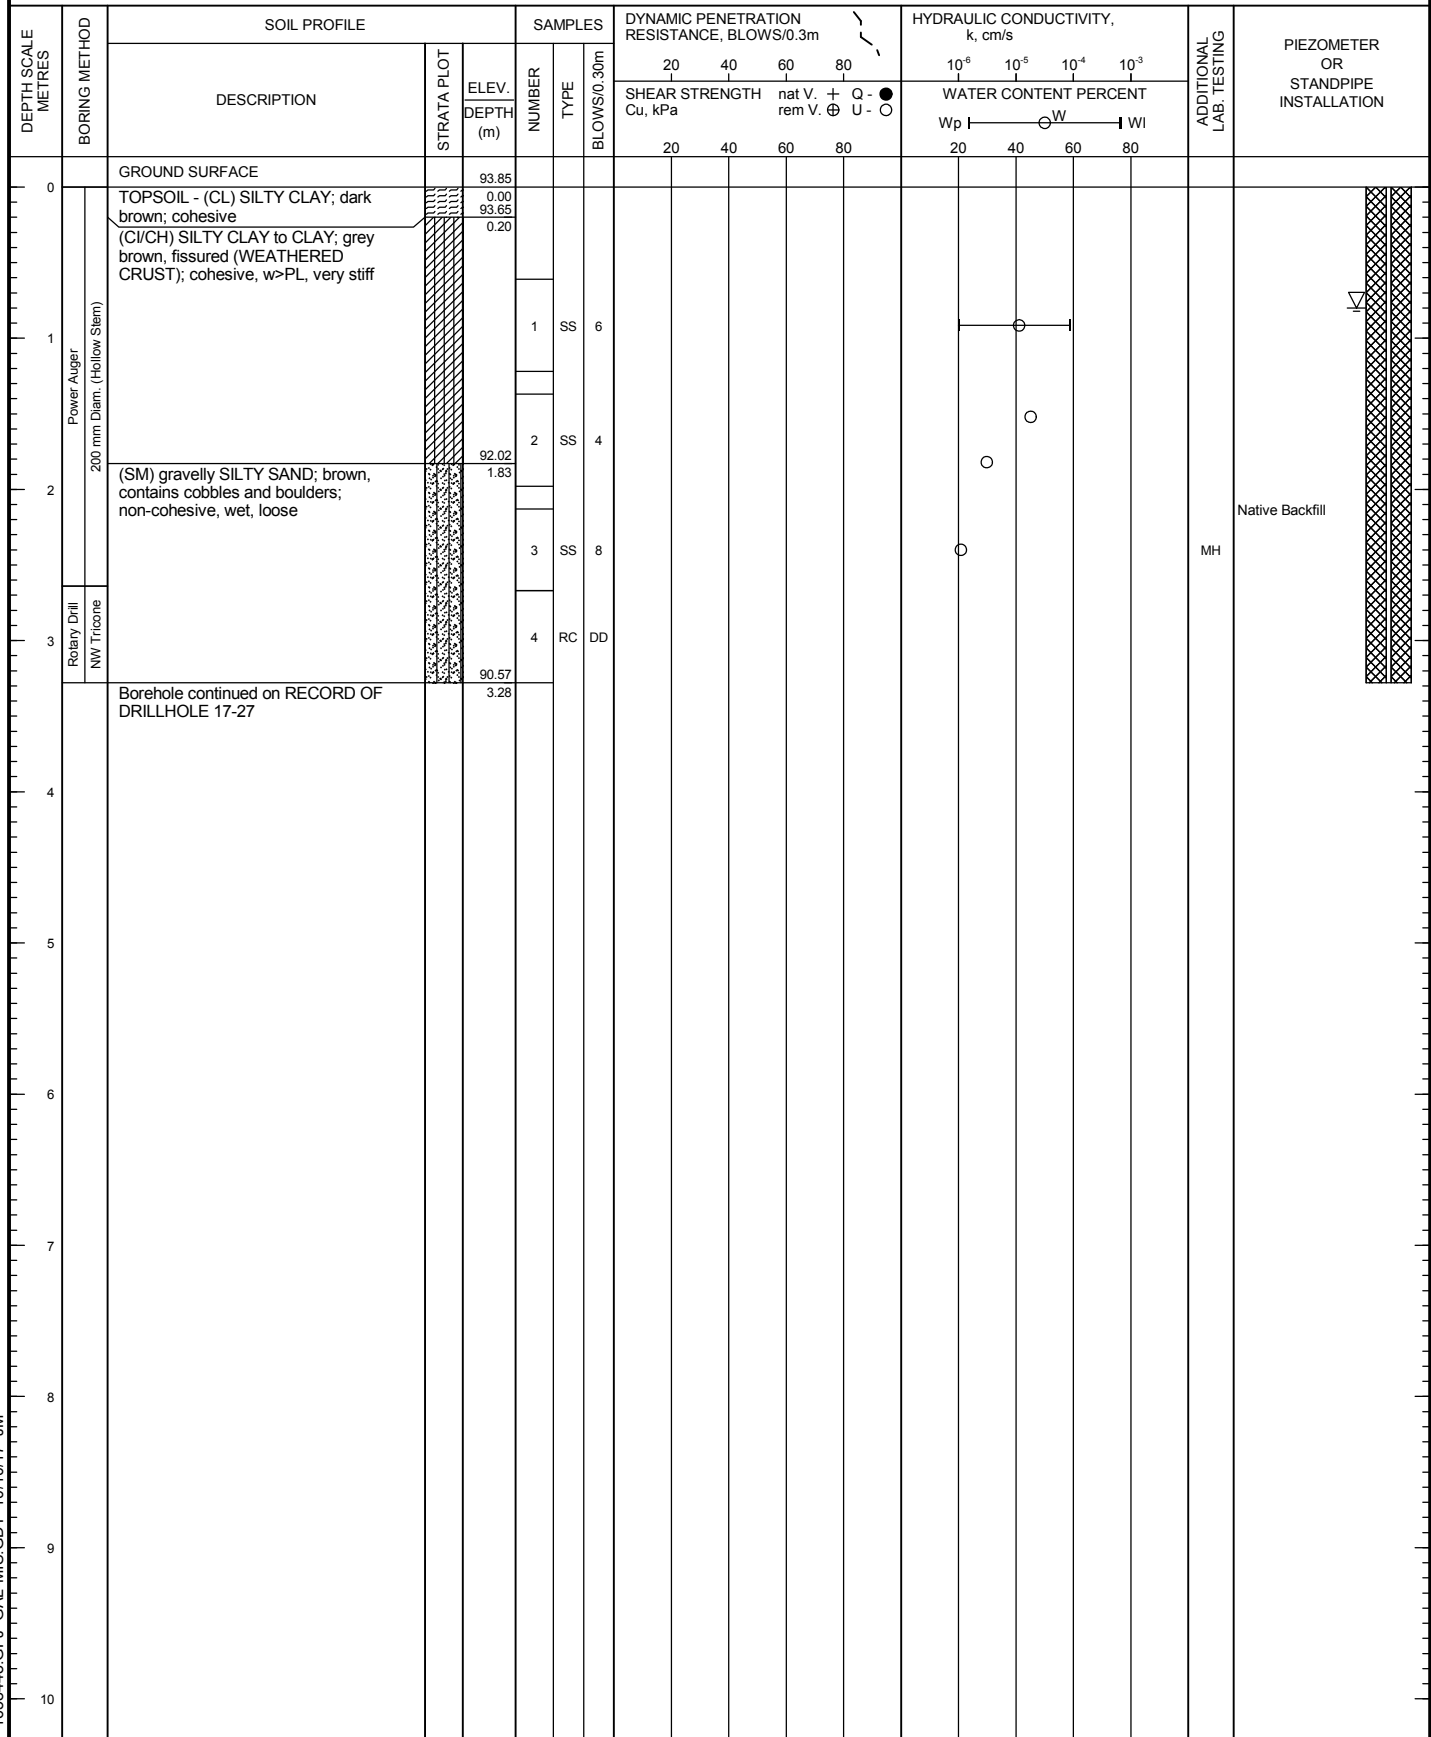 DEPTH SCALE
METRES
BORING METHOD
SOIL PROFILE
DESCRIPTION
STRATA PLOT
ELEV.
DEPTH
(m)
SAMPLES
NUMBER
TYPE
BLOWS/0.30m
DYNAMIC PENETRATION
RESISTANCE, BLOWS/0.3m
20 40 60 80
SHEAR STRENGTH nat V. + Q - ●
Cu, kPa rem V. ⊕ U - ○
20 40 60 80
HYDRAULIC CONDUCTIVITY,
k, cm/s
10⁻⁶ 10⁻⁵ 10⁻⁴ 10⁻³
WATER CONTENT PERCENT
Wp W Wl
20 40 60 80
ADDITIONAL
LAB. TESTING
PIEZOMETER
OR
STANDPIPE
INSTALLATION
GROUND SURFACE 93.85
0
TOPSOIL - (CL) SILTY CLAY; dark 0.00
brown; cohesive 93.65
0.20
(CI/CH) SILTY CLAY to CLAY; grey
brown, fissured (WEATHERED
CRUST); cohesive, w>PL, very stiff
Power Auger
200 mm Diam. (Hollow Stem)
1 SS 6
1
2 SS 4
92.02
(SM) gravelly SILTY SAND; brown, 1.83
contains cobbles and boulders;
2
non-cohesive, wet, loose
Native Backfill
3 SS 8 MH
Rotary Drill
NW Tricone
3 4 RC DD
90.57
Borehole continued on RECORD OF 3.28
DRILLHOLE 17-27
4
5
6
7
8
9
10